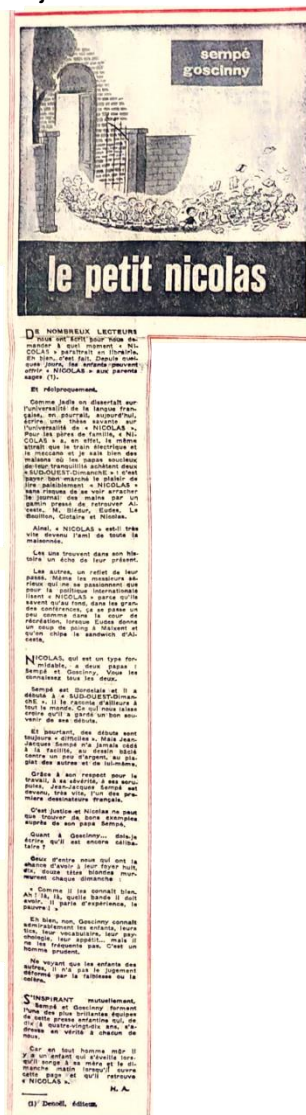 sempé
goscinny
le petit nicolas
DE NOMBREUX LECTEURS
nous ont écrit pour nous de-
mander à quel moment « NI-
COLAS » paraîtrait en librairie.
Eh bien, c'est fait. Depuis quel-
ques jours, les enfants peuvent
offrir « NICOLAS » aux parents
sages (1).
Et réciproquement.
Comme jadis on dissertait sur
l'universalité de la langue fran-
çaise, on pourrait, aujourd'hui,
écrire une thèse savante sur
l'universalité de « NICOLAS ».
Pour les pères de famille, « NI-
COLAS » a, en effet, le même
attrait que le train électrique et
le meccano et je sais bien des
maisons où les papas soucieux
de leur tranquillité achètent deux
« SUD-OUEST-DimanchE » : c'est
payer bon marché le plaisir de
lire paisiblement « NICOLAS »
sans risques de se voir arracher
le journal des mains par un
gamin pressé de retrouver Al-
ceste, M. Blédur, Eudes, Le
Bouillon, Clotaire et Nicolas.
Ainsi, « NICOLAS » est-il très
vite devenu l'ami de toute la
maisonnée.
Les uns trouvent dans son his-
toire un écho de leur présent.
Les autres, un reflet de leur
passé. Même les messieurs sé-
rieux qui ne se passionnent que
pour la politique internationale
lisent « NICOLAS » parce qu'ils
savent qu'au fond, dans les gran-
des conférences, ça se passe un
peu comme dans la cour de
récréation, lorsque Eudes donne
un coup de poing à Maixent et
qu'on chipe le sandwich d'Al-
ceste.
NICOLAS, qui est un type for-
midable, a deux papas :
Sempé et Goscinny. Vous les
connaissez tous les deux.
Sempé est Bordelais et il a
débuté à « SUD-OUEST-Diman-
chE ». Il le raconte d'ailleurs à
tout le monde. Ce qui nous laisse
croire qu'il a gardé un bon sou-
venir de ses débuts.
Et pourtant, des débuts sont
toujours « difficiles ». Mais Jean-
Jacques Sempé n'a jamais cédé
à la facilité, au dessin bâclé
contre un peu d'argent, au pla-
giat des autres et de lui-même.
Grâce à son respect pour le
travail, à sa sévérité, à ses scru-
pules, Jean-Jacques Sempé est
devenu, très vite, l'un des pre-
miers dessinateurs français.
C'est justice et Nicolas ne peut
que trouver de bons exemples
auprès de son papa Sempé.
Quant à Goscinny... dois-je
écrire qu'il est encore céliba-
taire ?
Ceux d'entre nous qui ont la
chance d'avoir à leur foyer huit,
dix, douze têtes blondes mur-
murent chaque dimanche :
« Comme il les connaît bien.
Ah ! là, là, quelle bande il doit
avoir. Il parle d'expérience, le
pauvre ! »
Eh bien, non, Goscinny connaît
admirablement les enfants, leurs
tics, leur vocabulaire, leur psy-
chologie, leur appétit... mais il
ne les fréquente pas. C'est un
homme prudent.
Ne voyant que les enfants des
autres, il n'a pas le jugement
déformé par la faiblesse ou la
colère.
S'INSPIRANT mutuellement,
Sempé et Goscinny forment
l'une des plus brillantes équipes
de cette presse enfantine qui, de
dix à quatre-vingt-dix ans, s'a-
dresse en vérité à chacun de
nous.
Car en tout homme mûr il
y a un enfant qui s'éveille lors-
qu'il songe à sa mère et le di-
manche matin lorsqu'il ouvre
cette page et qu'il retrouve
« NICOLAS ».
H. A.
(1) Denoël, éditeur.